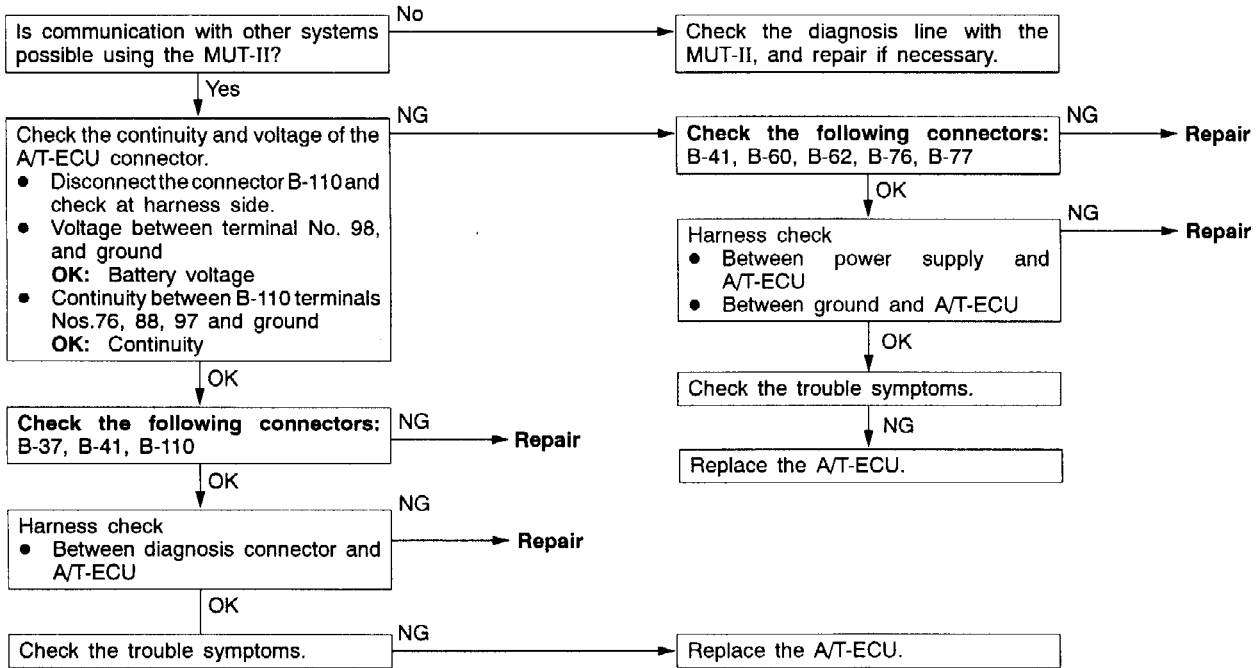 Is communication with other systems
possible using the MUT-II?
No
Check the diagnosis line with the
MUT-II, and repair if necessary.
Yes
Check the continuity and voltage of the
A/T-ECU connector.
● Disconnect the connector B-110 and
check at harness side.
● Voltage between terminal No. 98,
and ground
OK: Battery voltage
● Continuity between B-110 terminals
Nos.76, 88, 97 and ground
OK: Continuity
NG
Check the following connectors:
B-41, B-60, B-62, B-76, B-77
NG
Repair
OK
Harness check
● Between power supply and
A/T-ECU
● Between ground and A/T-ECU
NG
Repair
OK
Check the trouble symptoms.
NG
Replace the A/T-ECU.
OK
Check the following connectors:
B-37, B-41, B-110
NG
Repair
OK
Harness check
● Between diagnosis connector and
A/T-ECU
NG
Repair
OK
Check the trouble symptoms.
NG
Replace the A/T-ECU.